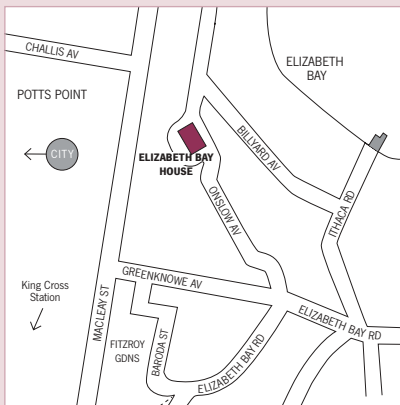 CHALLIS AV
ELIZABETH
BAY
POTTS POINT
CITY
BILLYARD AV
ELIZABETH BAY
HOUSE
ONSLOW AV
ITHACA RD
GREENKNOWE AV
King Cross
Station
MACLEAY ST
ELIZABETH BAY RD
FITZROY
GDNS
BARODA ST
ELIZABETH BAY RD